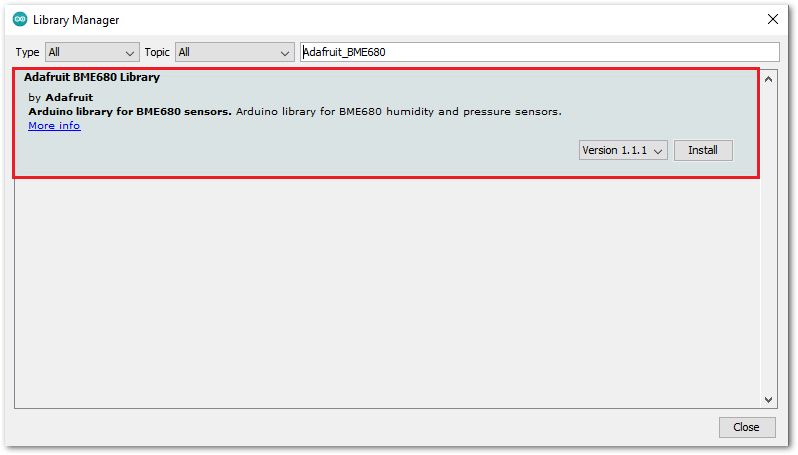 Library Manager
Type All Topic All Adafruit_BME680
Adafruit BME680 Library
by Adafruit
Arduino library for BME680 sensors. Arduino library for BME680 humidity and pressure sensors.
More info
Version 1.1.1 Install
Close